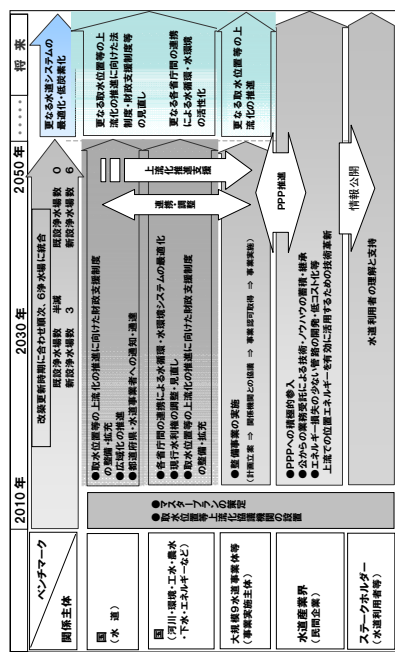 ベンチマーク
関係主体
2010年
2030年
2050年
・・・・・・
将来
改築更新時期に合わせ順次、6浄水場に統合
既設浄水場数 半減
新設浄水場数 3
既設浄水場数 0
新設浄水場数 6
更なる水道システムの
最適化・低炭素化
国
(水道)
国
(河川・環境・工水・農水
・下水・エネルギーなど)
大規模9水道事業体等
(事業実施主体)
水道産業界
(民間企業)
ステークホルダー
(水道利用者等)
●マスタープランの策定
●取水位置等上流化協議機関の設置
●取水位置等の上流化の推進に向けた財政支援制度
の整備・拡充
●広域化の推進
●都道府県・水道事業者への通知・通達
●各省庁間の連携による水循環・水環境システムの最適化
●現行水利権の調整・見直し
●取水位置等の上流化の推進に向けた財政支援制度
の整備・拡充
●整備事業の実施
(計画立案 ⇒ 関係機関との協議 ⇒ 事業認可取得 ⇒ 事業実施)
●PPPへの積極的参入
●公からの業務受託による技術・ノウハウの蓄積・継承
●エネルギー損失の少ない管路の開発・低コスト化等
上流での位置エネルギーを有効に活用するための技術革新
水道利用者の理解と支持
上流化推進支援
連携・調整
PPP推進
情報公開
更なる取水位置等の上
流化の推進に向けた法
制度・財政支援制度等
の見直し
更なる各省庁間の連携
による水循環・水環境
の活性化
更なる取水位置等の上
流化の推進